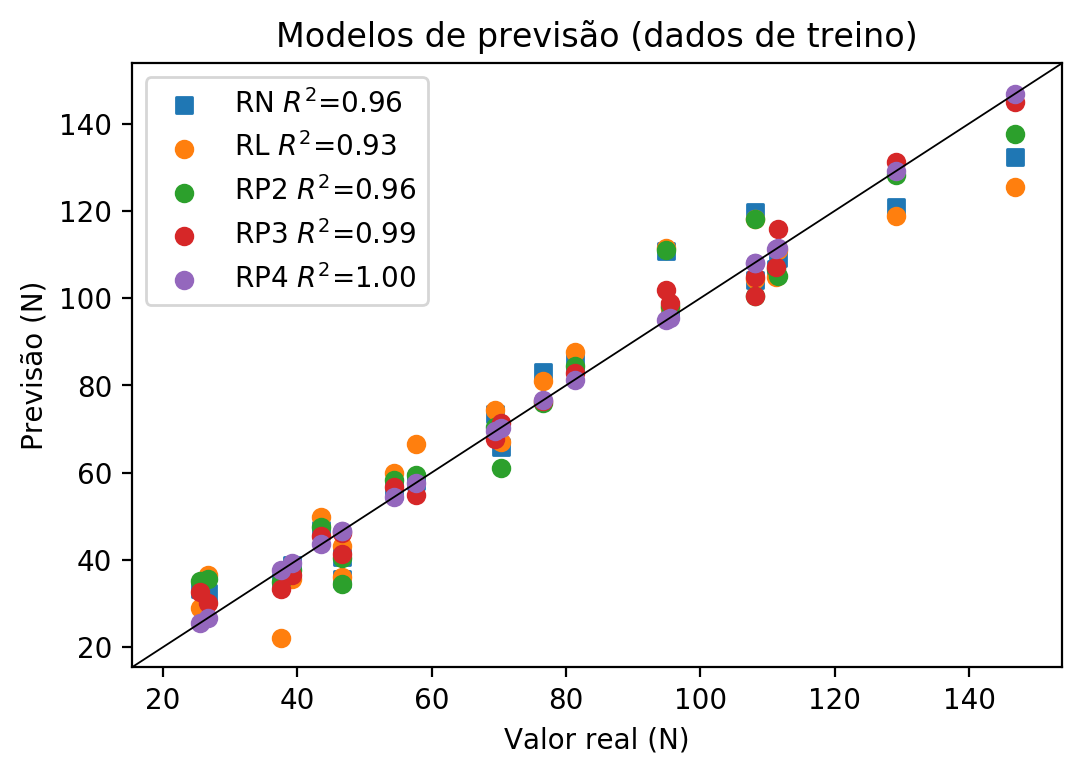 Modelos de previsão (dados de treino)
RN R²=0.96
RL R²=0.93
RP2 R²=0.96
RP3 R²=0.99
RP4 R²=1.00
Previsão (N)
140
120
100
80
60
40
20
20 40 60 80 100 120 140
Valor real (N)